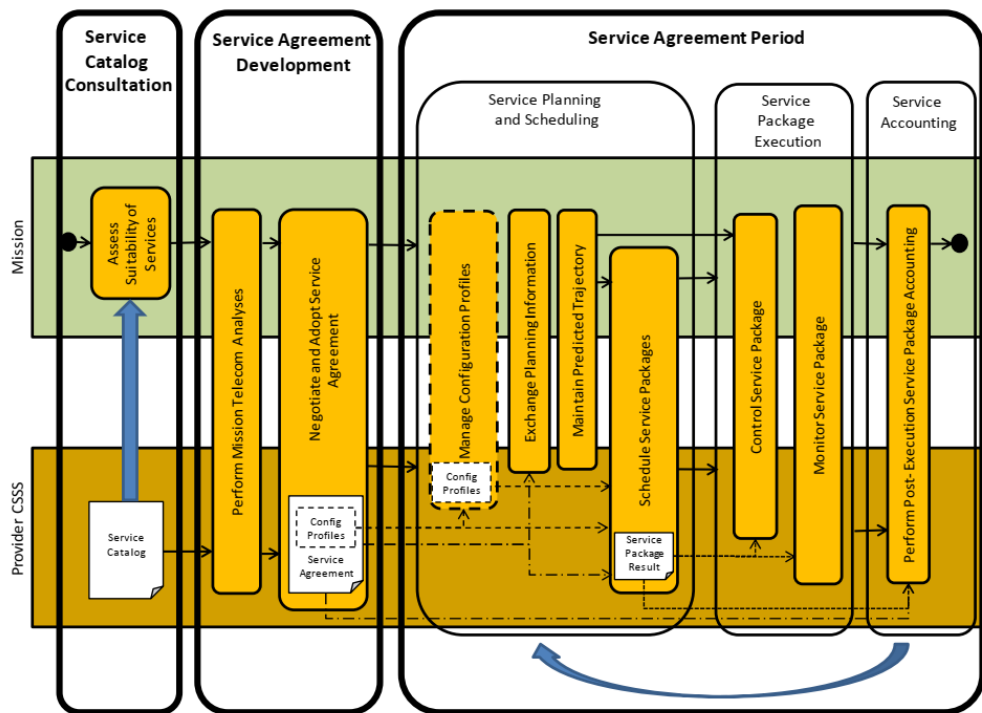 Service
Catalog
Consultation
Service Agreement
Development
Service Agreement Period
Service Planning
and Scheduling
Service
Package
Execution
Service
Accounting
Mission
Provider CSSS
Assess
Suitability of
Services
Service
Catalog
Perform Mission Telecom Analyses
Negotiate and Adopt Service
Agreement
Config
Profiles
Service
Agreement
Manage Configuration Profiles
Config
Profiles
Exchange Planning Information
Maintain Predicted Trajectory
Schedule Service Packages
Service
Package
Result
Control Service Package
Monitor Service Package
Perform Post- Execution Service Package Accounting